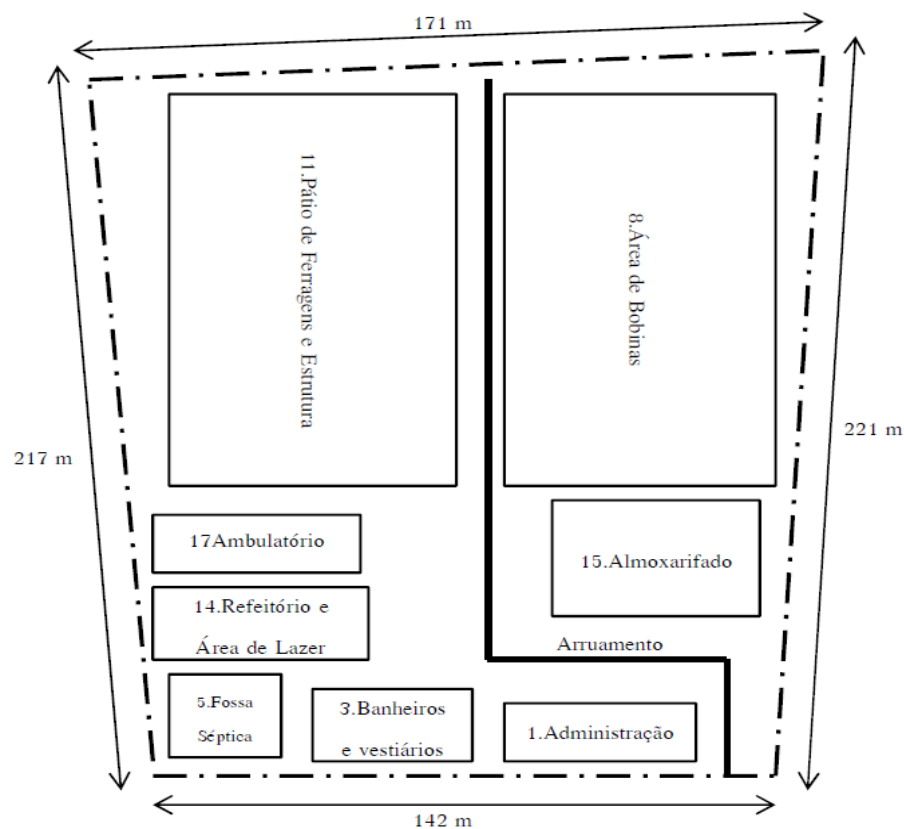 171 m
11.Pátio de Ferragens e Estrutura
8.Área de Bobinas
217 m
221 m
17Ambulatório
15.Almoxarifado
14.Refeitório e
Área de Lazer
Arruamento
5.Fossa
Séptica
3.Banheiros
e vestiários
1.Administração
142 m